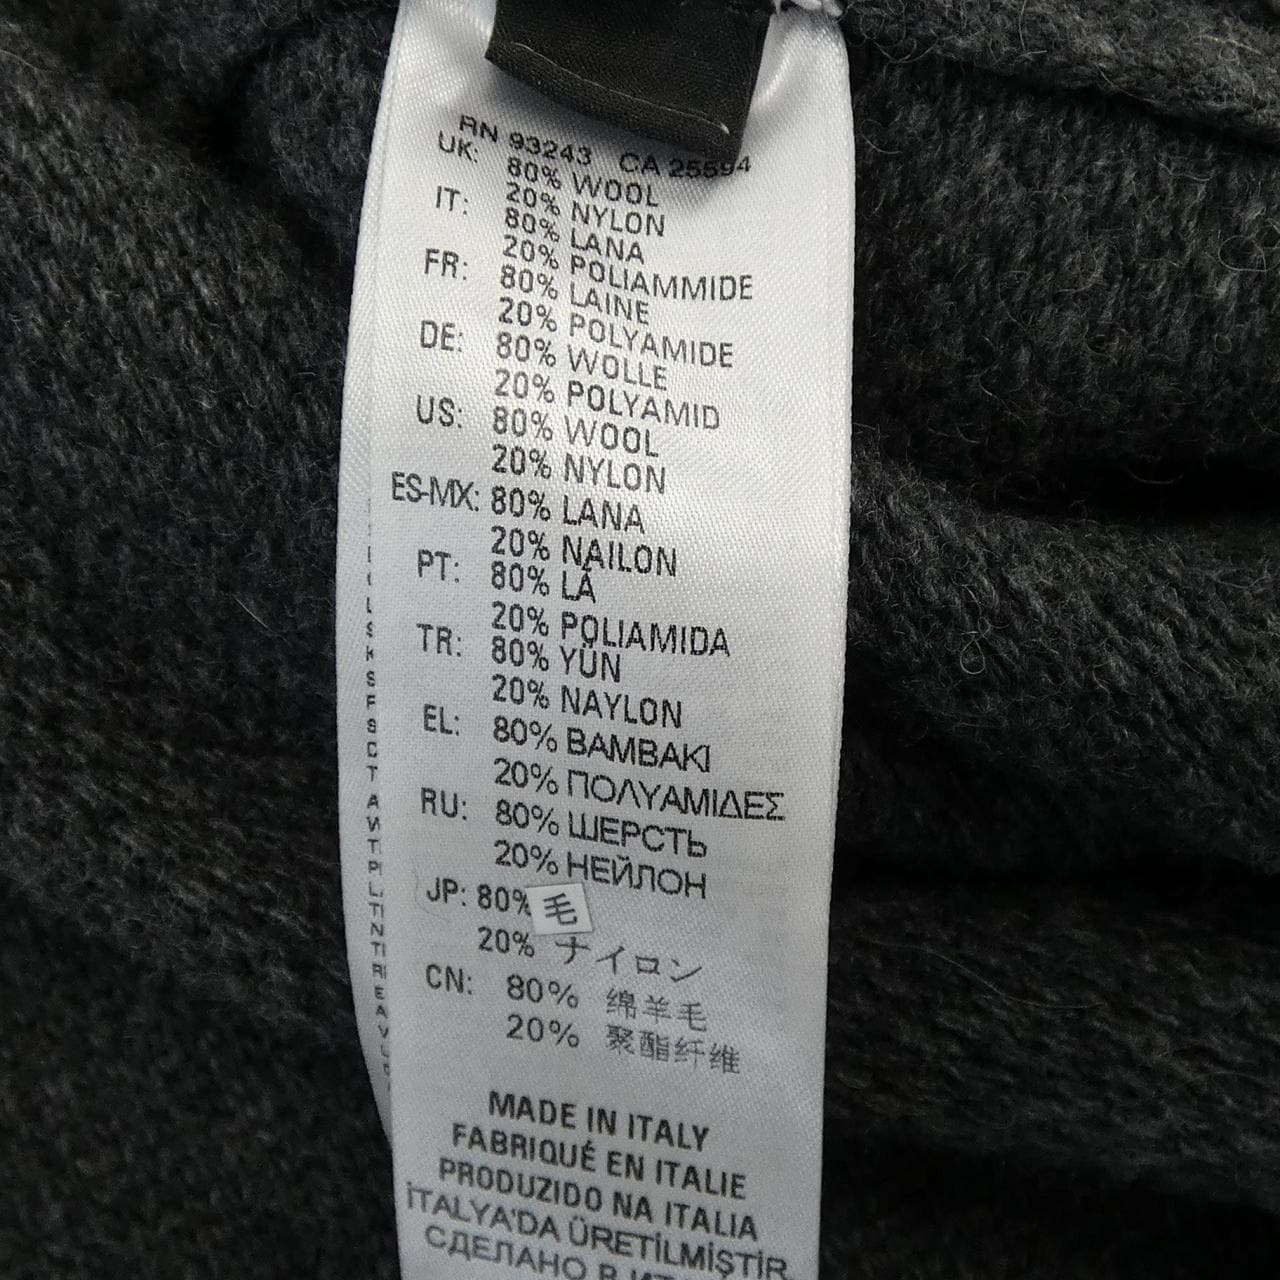 RN 93243 CA 25594
UK: 80% WOOL
20% NYLON
IT: 80% LANA
20% POLIAMMIDE
FR: 80% LAINE
20% POLYAMIDE
DE: 80% WOLLE
20% POLYAMID
US: 80% WOOL
20% NYLON
ES-MX: 80% LANA
20% NAILON
PT: 80% LÃ
20% POLIAMIDA
TR: 80% YÜN
20% NAYLON
EL: 80% BAMBAKI
20% ΠΟΛΥΑΜΙΔΕΣ
RU: 80% ШЕРСТЬ
20% НЕЙЛОН
JP: 80% 毛
20% ナイロン
CN: 80% 绵羊毛
20% 聚酯纤维
MADE IN ITALY
FABRIQUÉ EN ITALIE
PRODUZIDO NA ITALIA
İTALYA'DA ÜRETİLMİŞTİR
СДЕЛАНО В